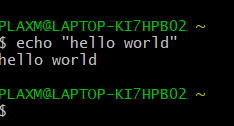 PLAXM@LAPTOP-KI7HPBO2 ~
$ echo "hello world"
hello world
PLAXM@LAPTOP-KI7HPBO2 ~
$